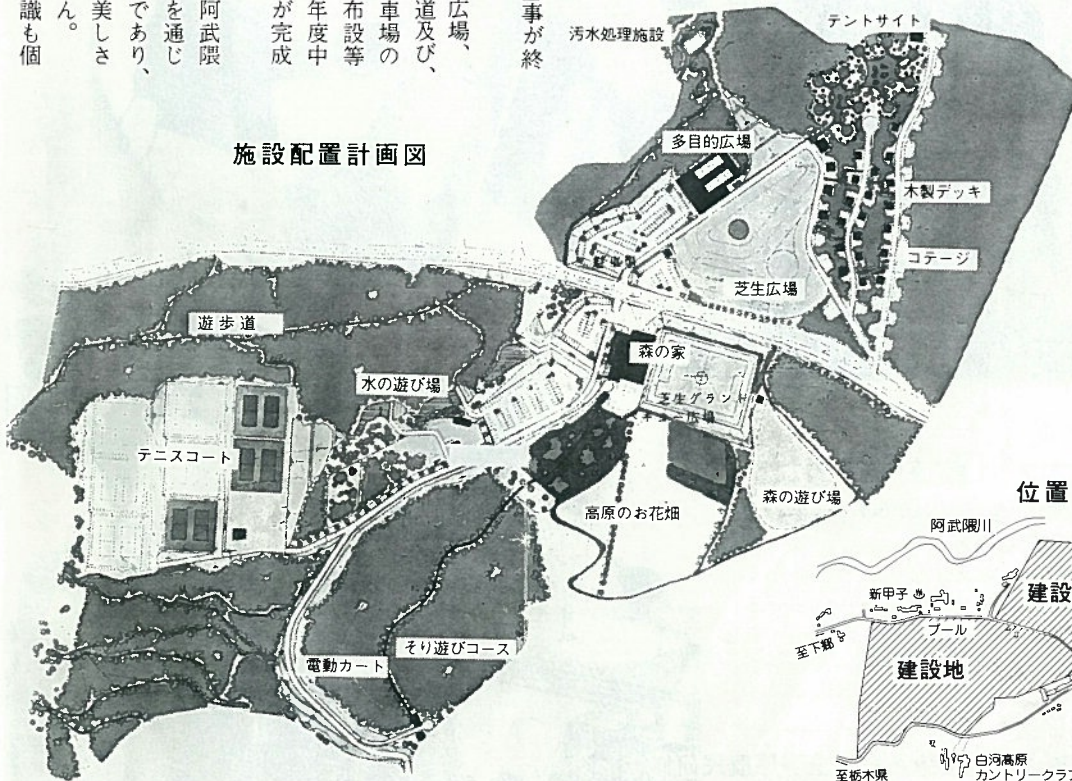 工事が終
広場、
道及び、
車場の
布設等
年度中
が完成
阿武隈
を通じ
であり、
美しさ
ん。
識も個
施設配置計画図
汚水処理施設
テントサイト
多目的広場
木製デッキ
コテージ
芝生広場
遊歩道
森の家
水の遊び場
芝生グランド
テニスコート
高原のお花畑
森の遊び場
そり遊びコース
電動カート
位置
阿武隈川
新甲子
建設
プール
至下郷
建設地
至栃木県
白河高原
カントリークラブ